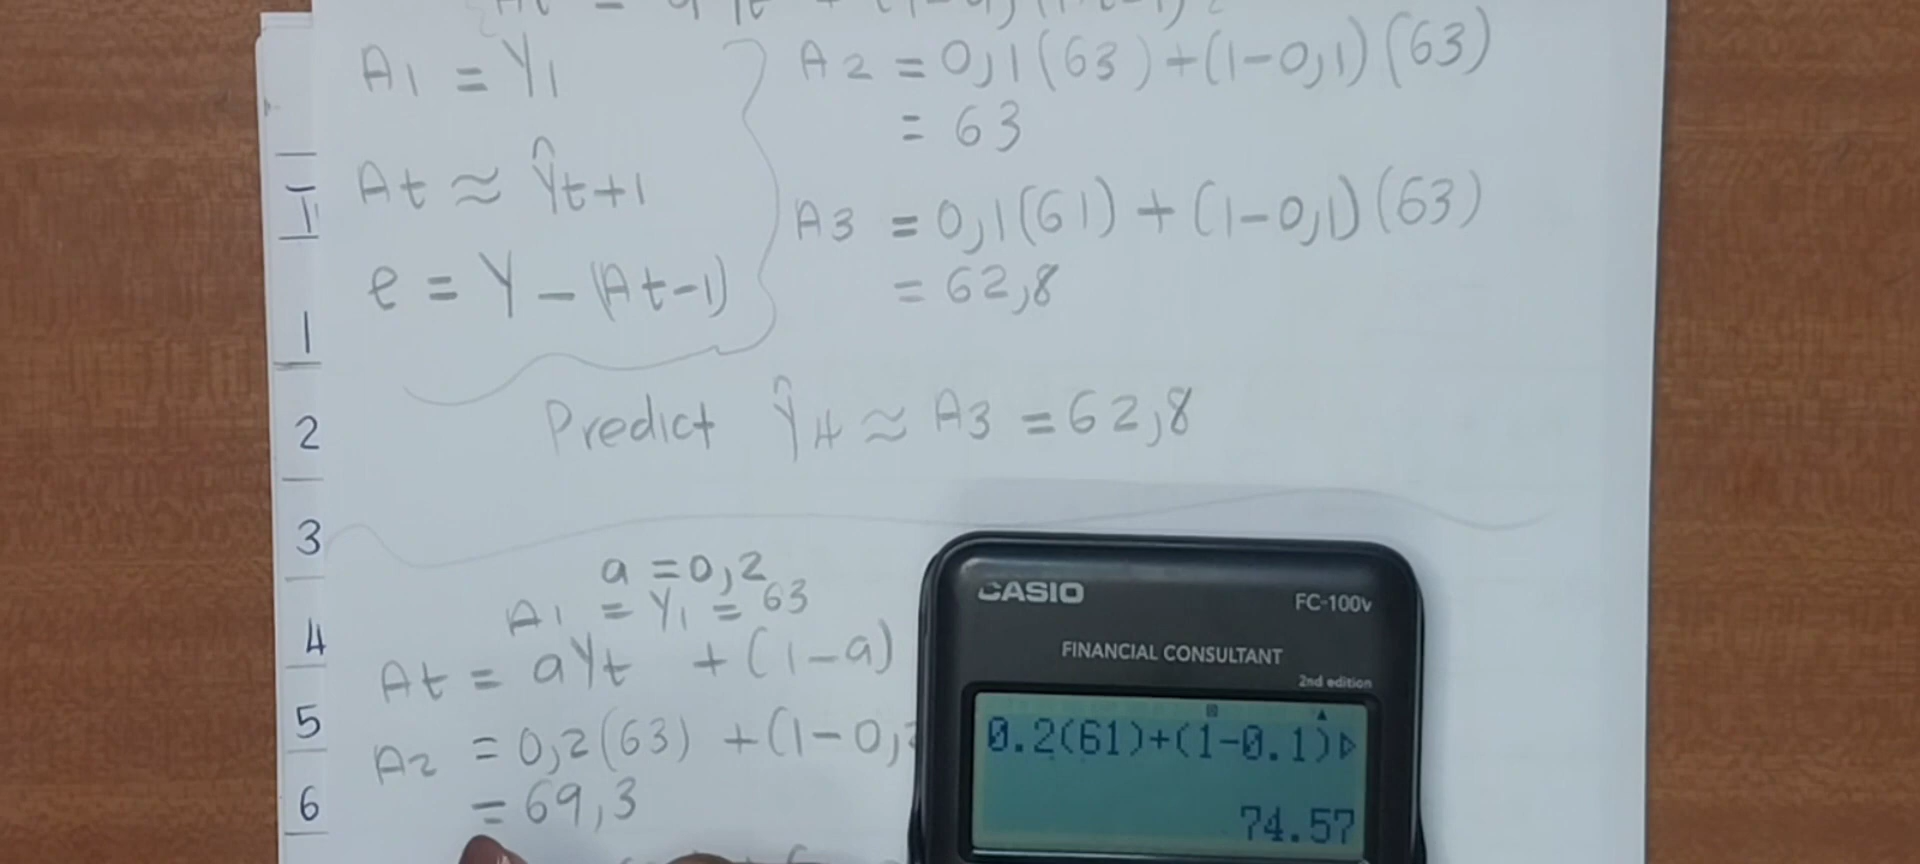 A1 = Y1
At ≈ Ŷt+1
e = Y - (At-1)
A2 = 0,1(63) + (1-0,1)(63)
= 63
A3 = 0,1(61) + (1-0,1)(63)
= 62,8
Predict Ŷ4 ≈ A3 = 62,8
1
2
3
4
5
6
a = 0,2
A1 = Y1 = 63
At = aYt + (1-a)
A2 = 0,2(63) + (1-0,
= 69,3
CASIO
FC-100V
FINANCIAL CONSULTANT
2nd edition
0.2(61)+(1-0.1)
74.57